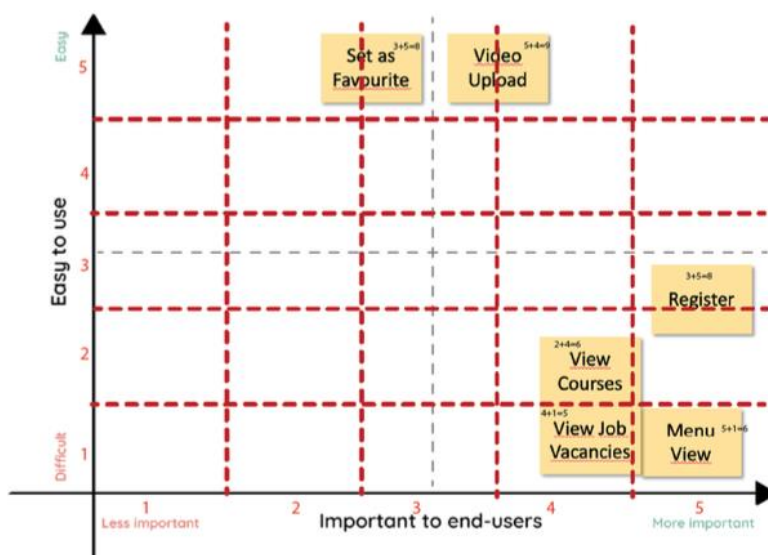 Easy
5
4
3
2
1
Difficult
Easy to use
3+5=8
Set as
Favourite
5+4=9
Video
Upload
3+5=8
Register
2+4=6
View
Courses
4+1=5
View Job
Vacancies
Menu
View
5+1=6
1
2
3
4
5
Less important
Important to end-users
More important